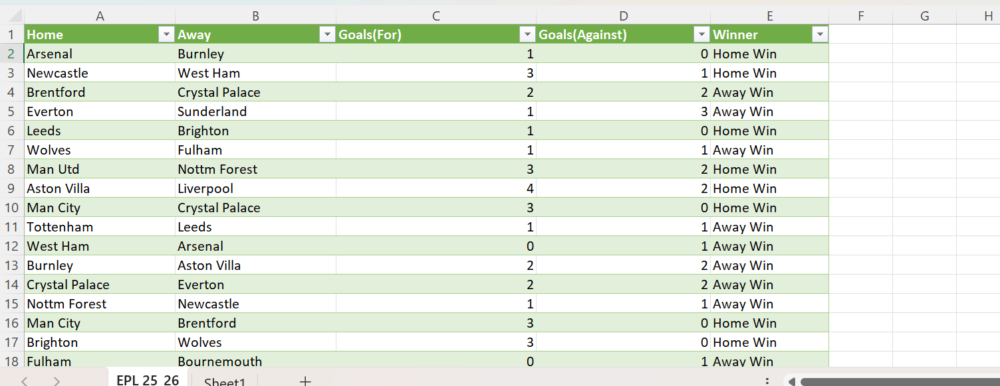 A B C D E F G H
1 Home Away Goals(For) Goals(Against) Winner
2 Arsenal Burnley 1 0 Home Win
3 Newcastle West Ham 3 1 Home Win
4 Brentford Crystal Palace 2 2 Away Win
5 Everton Sunderland 1 3 Away Win
6 Leeds Brighton 1 0 Home Win
7 Wolves Fulham 1 1 Away Win
8 Man Utd Nottm Forest 3 2 Home Win
9 Aston Villa Liverpool 4 2 Home Win
10 Man City Crystal Palace 3 0 Home Win
11 Tottenham Leeds 1 1 Away Win
12 West Ham Arsenal 0 1 Away Win
13 Burnley Aston Villa 2 2 Away Win
14 Crystal Palace Everton 2 2 Away Win
15 Nottm Forest Newcastle 1 1 Away Win
16 Man City Brentford 3 0 Home Win
17 Brighton Wolves 3 0 Home Win
18 Fulham Bournemouth 0 1 Away Win
EPL 25_26 Sheet1 +